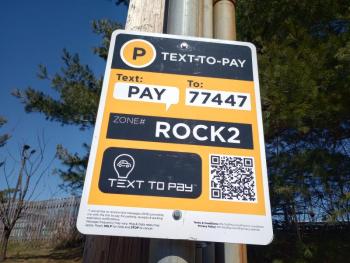 P TEXT-TO-PAY
Text: To:
PAY 77447
ZONE# ROCK2
TEXT TO PAY